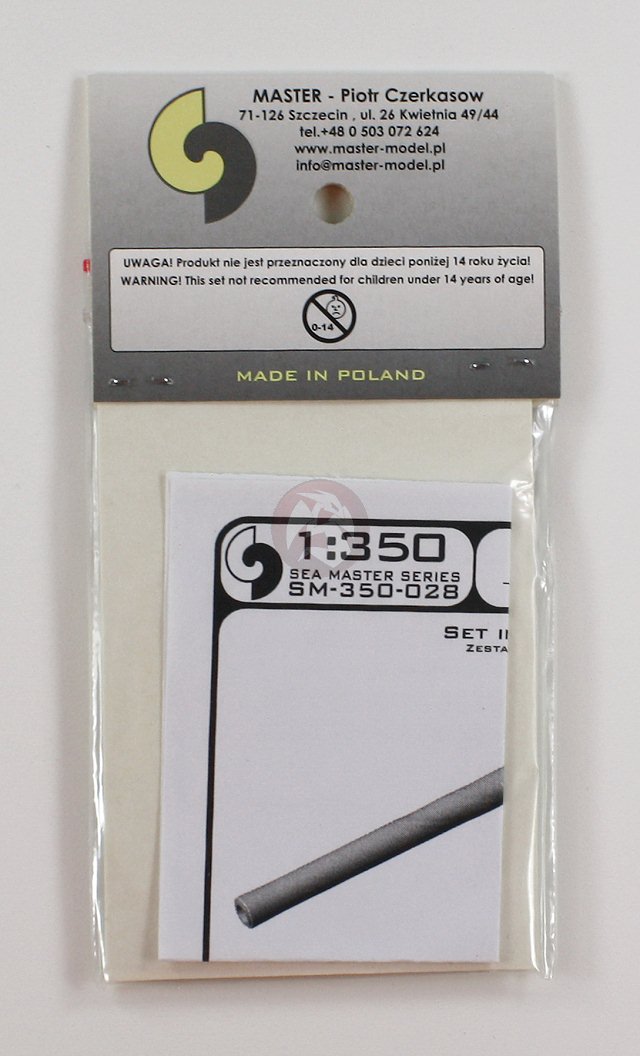 MASTER - Piotr Czerkasow
71-126 Szczecin , ul. 26 Kwietnia 49/44
tel.+48 0 503 072 624
www.master-model.pl
info@master-model.pl
UWAGA! Produkt nie jest przeznaczony dla dzieci poniżej 14 roku życia!
WARNING! This set not recommended for children under 14 years of age!
0-14
MADE IN POLAND
1:350
SEA MASTER SERIES
SM-350-028
SET